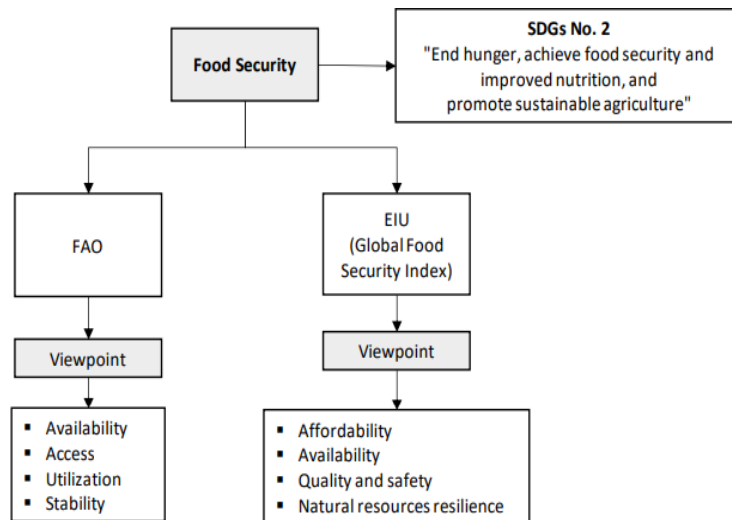 Food Security
SDGs No. 2
"End hunger, achieve food security and
improved nutrition, and
promote sustainable agriculture"
FAO
EIU
(Global Food
Security Index)
Viewpoint
Viewpoint
▪ Availability
▪ Access
▪ Utilization
▪ Stability
▪ Affordability
▪ Availability
▪ Quality and safety
▪ Natural resources resilience